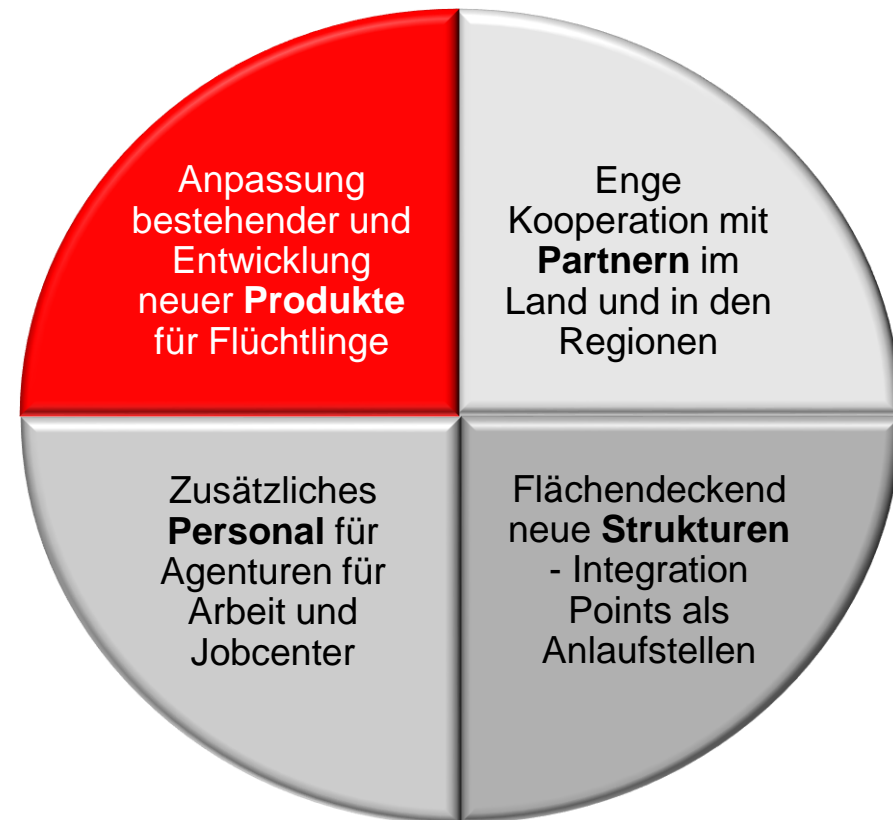 Anpassung
bestehender und
Entwicklung
neuer Produkte
für Flüchtlinge
Enge
Kooperation mit
Partnern im
Land und in den
Regionen
Zusätzliches
Personal für
Agenturen für
Arbeit und
Jobcenter
Flächendeckend
neue Strukturen
- Integration
Points als
Anlaufstellen